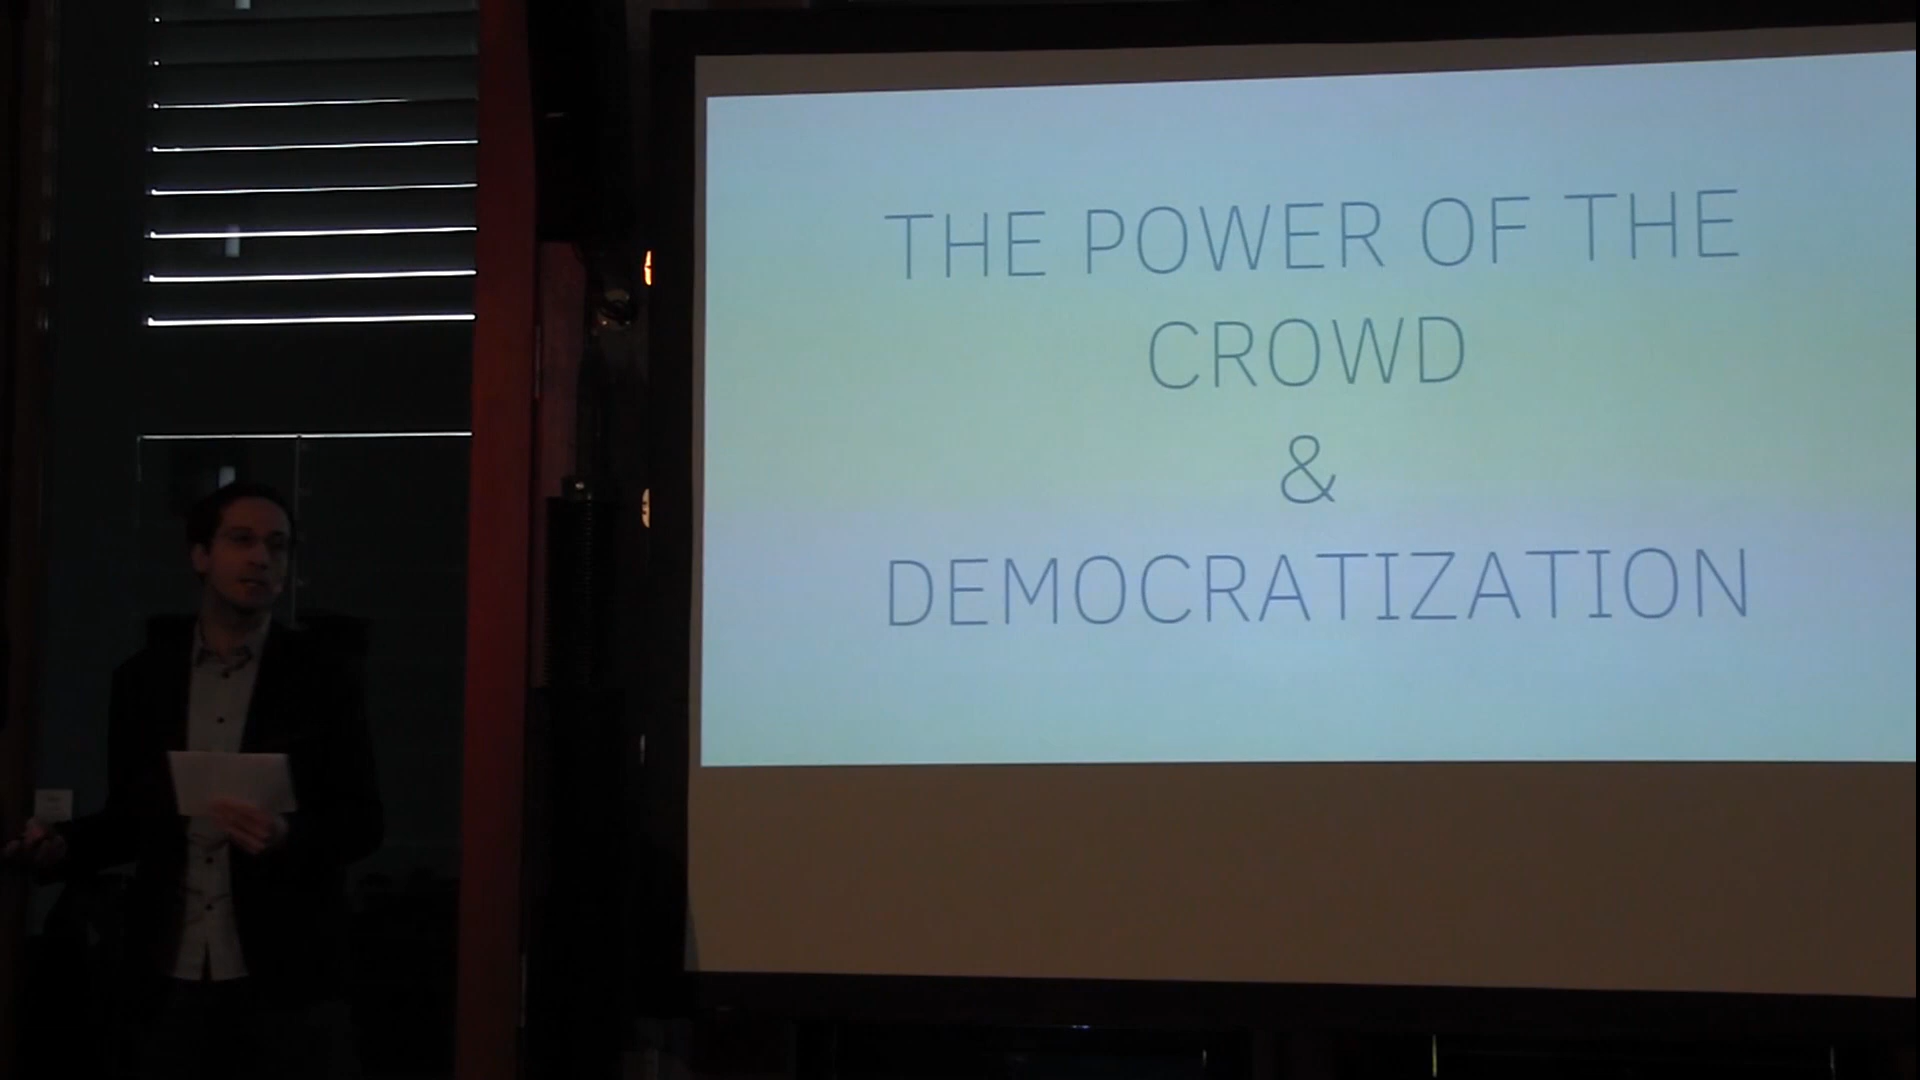 THE POWER OF THE
CROWD
&
DEMOCRATIZATION